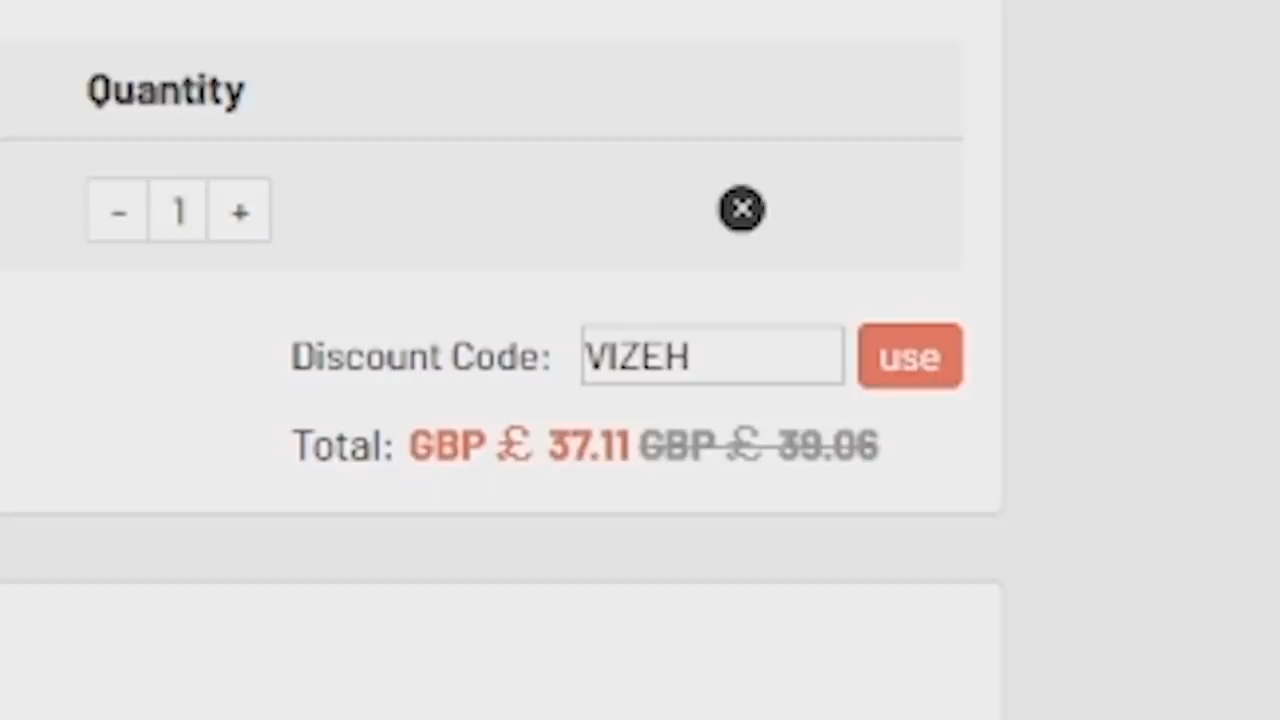 Quantity
- 1 +
Discount Code: VIZEH use
Total: GBP £ 37.11 GBP £ 39.06